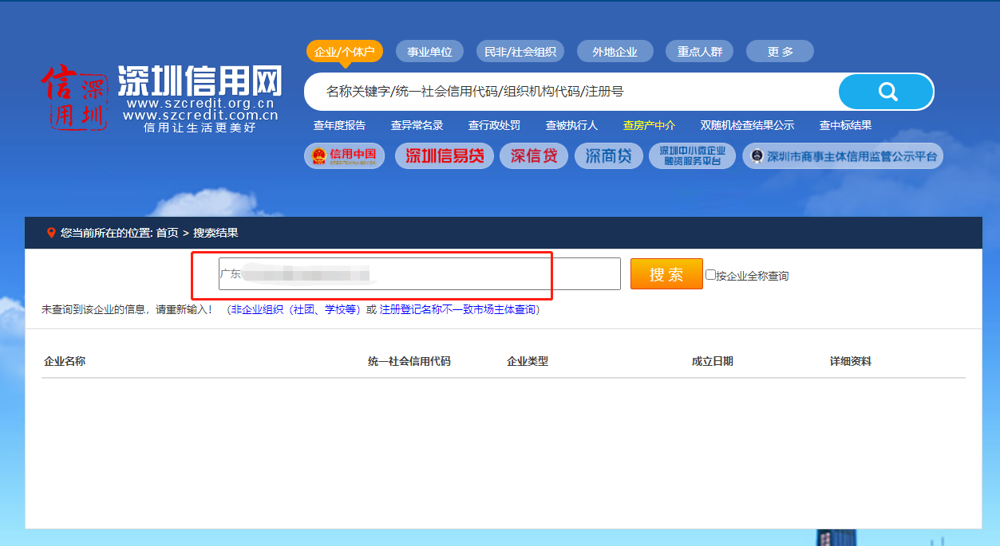 企业/个体户 事业单位 民非/社会组织 外地企业 重点人群 更 多
信用
深圳
深圳信用网
www.szcredit.org.cn
www.szcredit.com.cn
信用让生活更美好
名称关键字/统一社会信用代码/组织机构代码/注册号
查年度报告 查异常名录 查行政处罚 查被执行人 查房产中介 双随机检查结果公示 查中标结果
信用中国 深圳信易贷 深信贷 深商贷 深圳中小微企业 融资服务平台 深圳市商事主体信用监管公示平台
您当前所在的位置: 首页 > 搜索结果
广东
搜 索 按企业全称查询
未查询到该企业的信息，请重新输入！ （非企业组织（社团、学校等）或 注册登记名称不一致市场主体查询）
企业名称 统一社会信用代码 企业类型 成立日期 详细资料